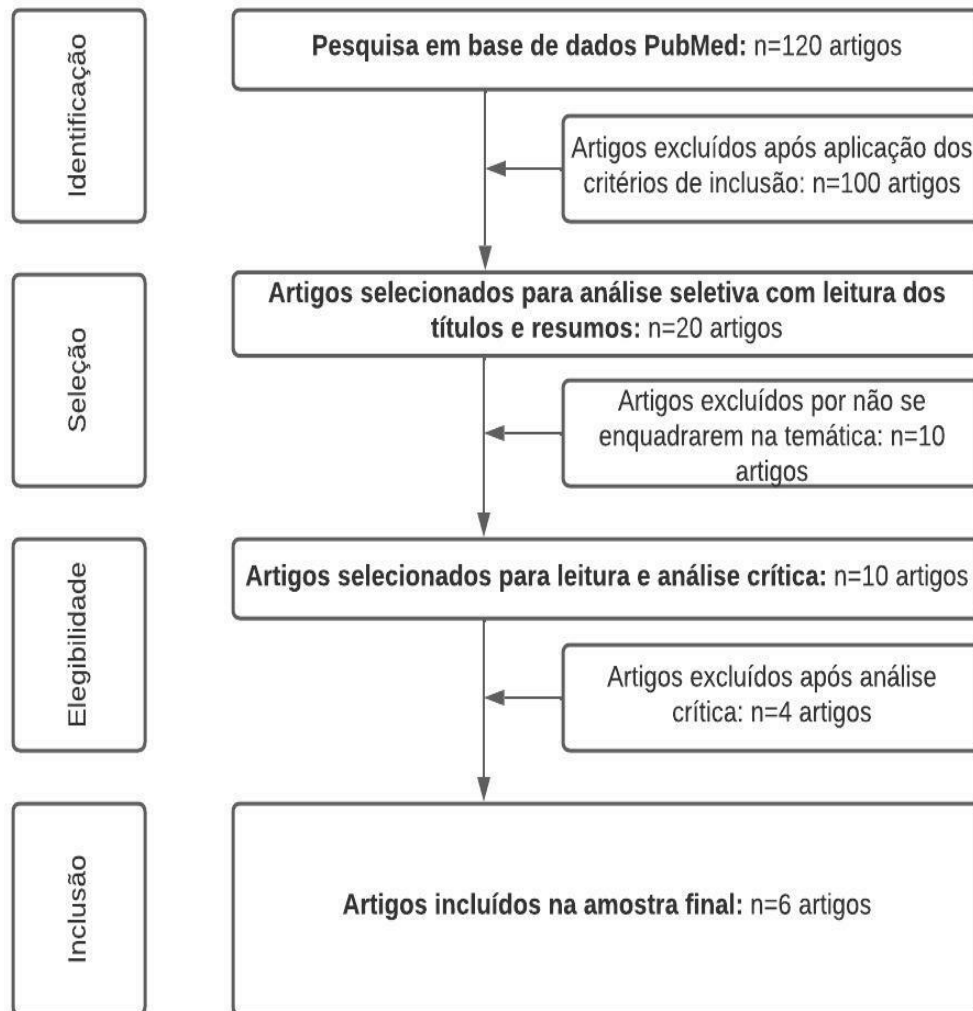 Identificação
Pesquisa em base de dados PubMed: n=120 artigos
Artigos excluídos após aplicação dos
critérios de inclusão: n=100 artigos
Seleção
Artigos selecionados para análise seletiva com leitura dos
títulos e resumos: n=20 artigos
Artigos excluídos por não se
enquadrarem na temática: n=10
artigos
Elegibilidade
Artigos selecionados para leitura e análise crítica: n=10 artigos
Artigos excluídos após análise
crítica: n=4 artigos
Inclusão
Artigos incluídos na amostra final: n=6 artigos